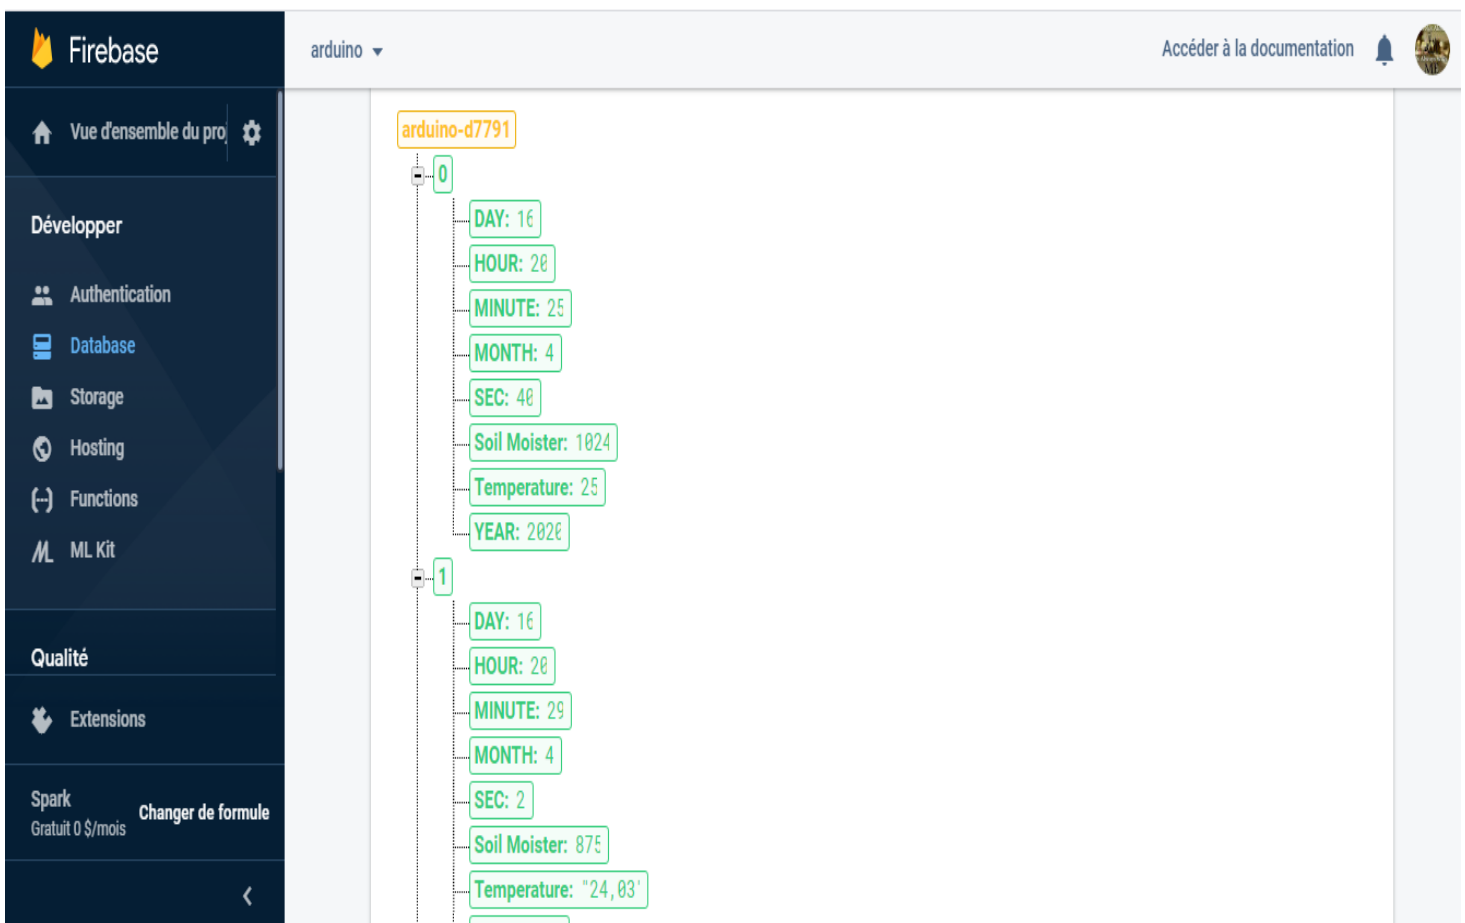 Firebase
arduino
Accéder à la documentation
Vue d'ensemble du proj
arduino-d7791
0
DAY: 16
HOUR: 20
MINUTE: 25
MONTH: 4
SEC: 40
Soil Moister: 1024
Temperature: 25
YEAR: 2020
1
DAY: 16
HOUR: 20
MINUTE: 29
MONTH: 4
SEC: 2
Soil Moister: 875
Temperature: "24,03"
Développer
Authentication
Database
Storage
Hosting
Functions
ML Kit
Qualité
Extensions
Spark
Gratuit 0 $/mois
Changer de formule